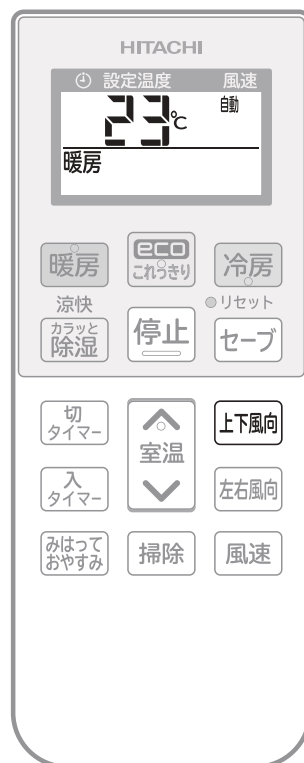 HITACHI
設定温度 風速
23℃ 自動
暖房
暖房 eco これっきり 冷房
涼快 リセット
カラッと 除湿 停止 セーブ
切 タイマー 室温 上下風向
入 タイマー 左右風向
みはって おやすみ 掃除 風速